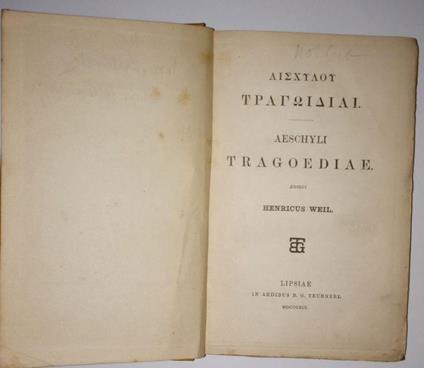 ΑΙΣΧΥΛΟΥ
ΤΡΑΓΩΙΔΙΑΙ.
AESCHYLI
TRAGOEDIAE.
EDIDIT
HENRICUS WEIL.
LIPSIAE
IN AEDIBUS B. G. TEUBNERI.